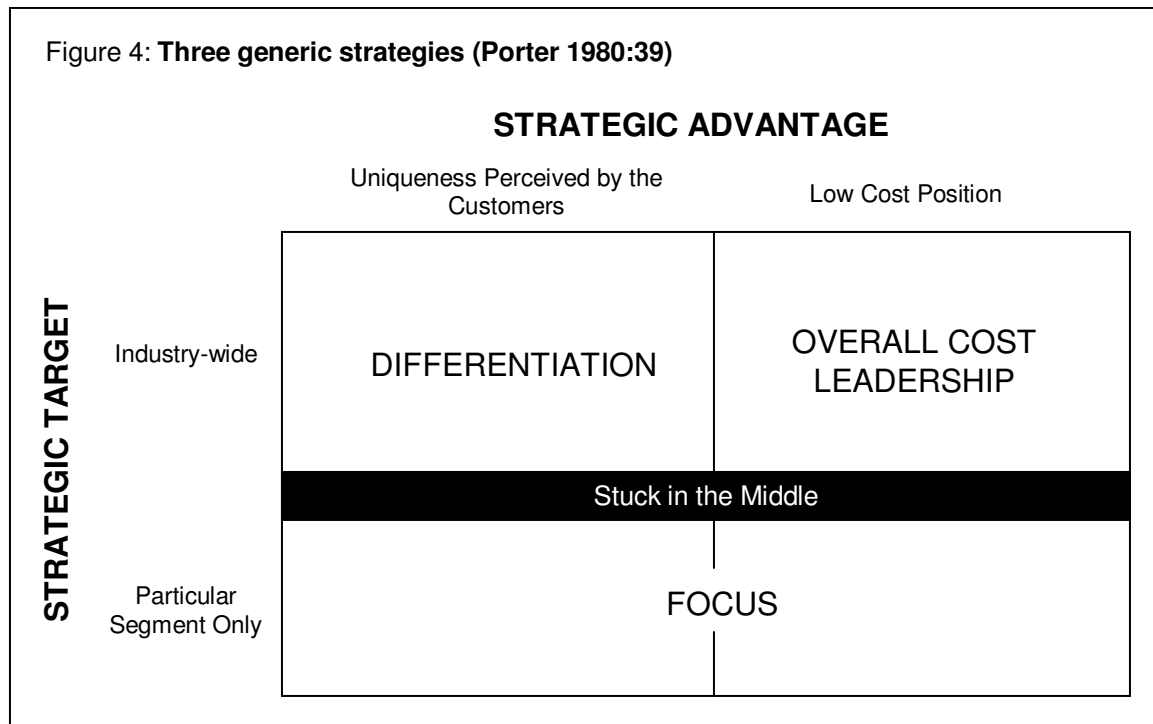 Figure 4: Three generic strategies (Porter 1980:39)
STRATEGIC ADVANTAGE
Uniqueness Perceived by the
Customers
Low Cost Position
STRATEGIC TARGET
Industry-wide
DIFFERENTIATION
OVERALL COST
LEADERSHIP
Stuck in the Middle
Particular
Segment Only
FOCUS